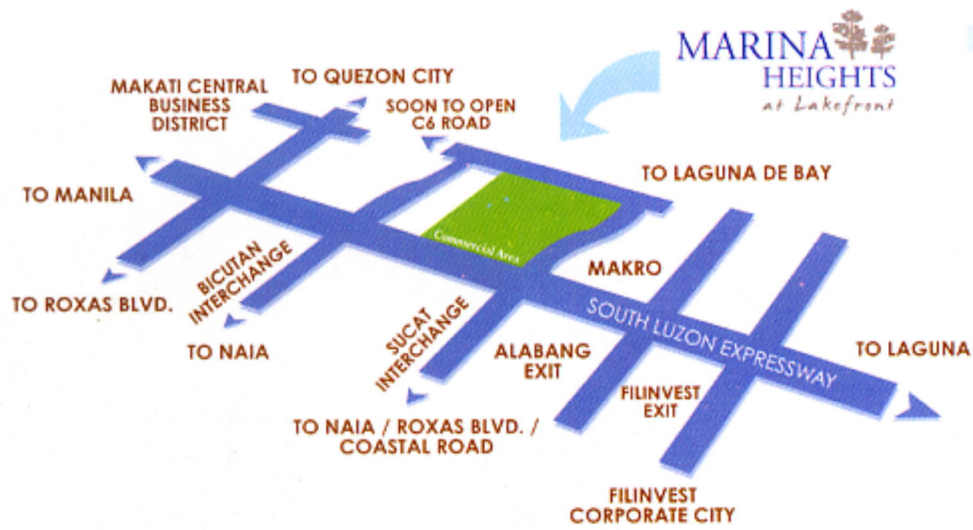 MARINA
HEIGHTS
at Lakefront
MAKATI CENTRAL
BUSINESS
DISTRICT
TO QUEZON CITY
SOON TO OPEN
C6 ROAD
TO MANILA
TO LAGUNA DE BAY
Commercial Area
MAKRO
TO ROXAS BLVD.
BICUTAN
INTERCHANGE
TO NAIA
SUCAT
INTERCHANGE
SOUTH LUZON EXPRESSWAY
TO LAGUNA
ALABANG
EXIT
FILINVEST
EXIT
TO NAIA / ROXAS BLVD. /
COASTAL ROAD
FILINVEST
CORPORATE CITY